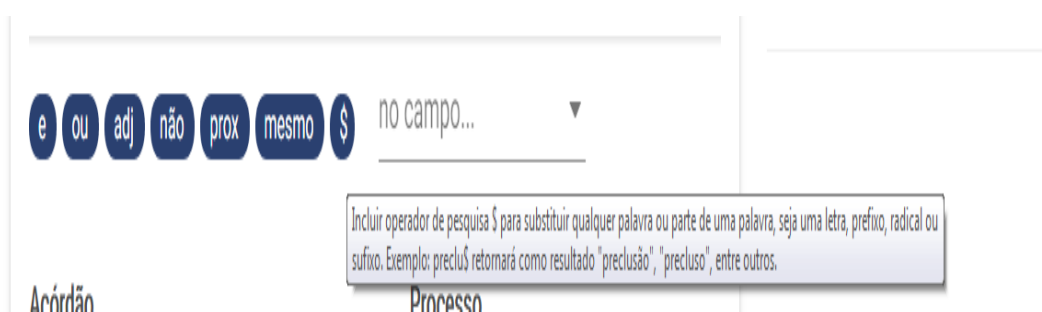 e ou adj não prox mesmo $ no campo...
Incluir operador de pesquisa $ para substituir qualquer palavra ou parte de uma palavra, seja uma letra, prefixo, radical ou
sufixo. Exemplo: preclu$ retornará como resultado "preclusão", "precluso", entre outros.
Acórdão Processo